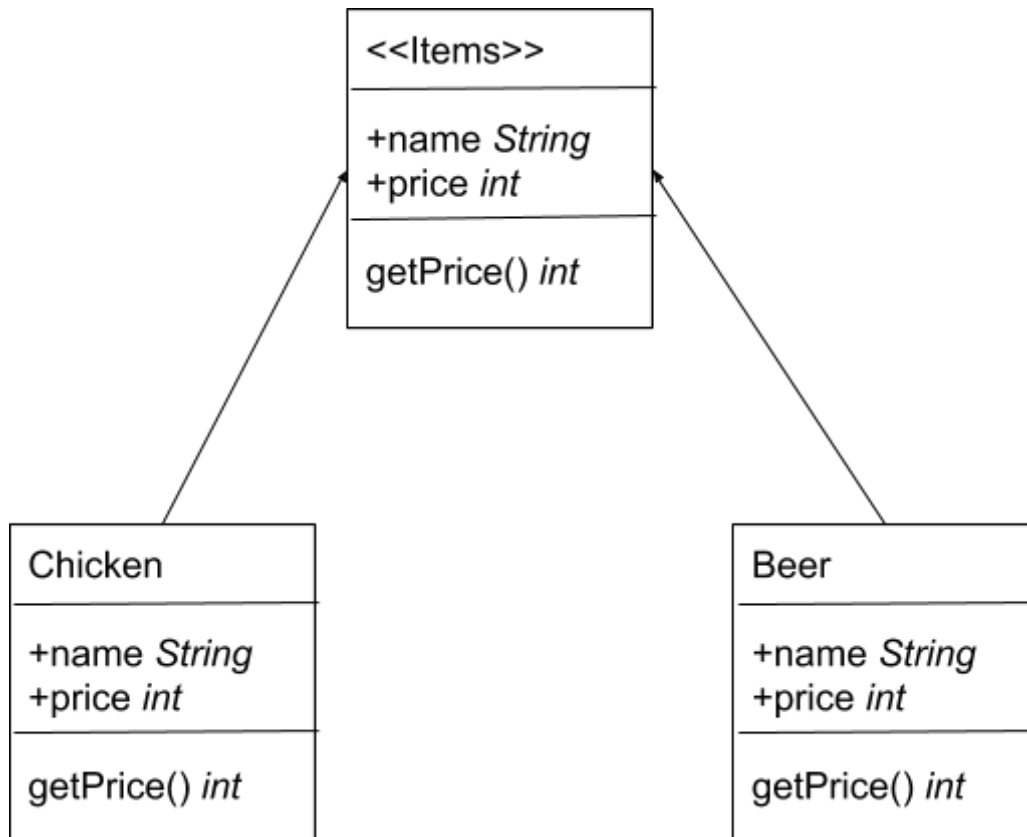 <<Items>>
+name String
+price int
getPrice() int
Chicken
+name String
+price int
getPrice() int
Beer
+name String
+price int
getPrice() int